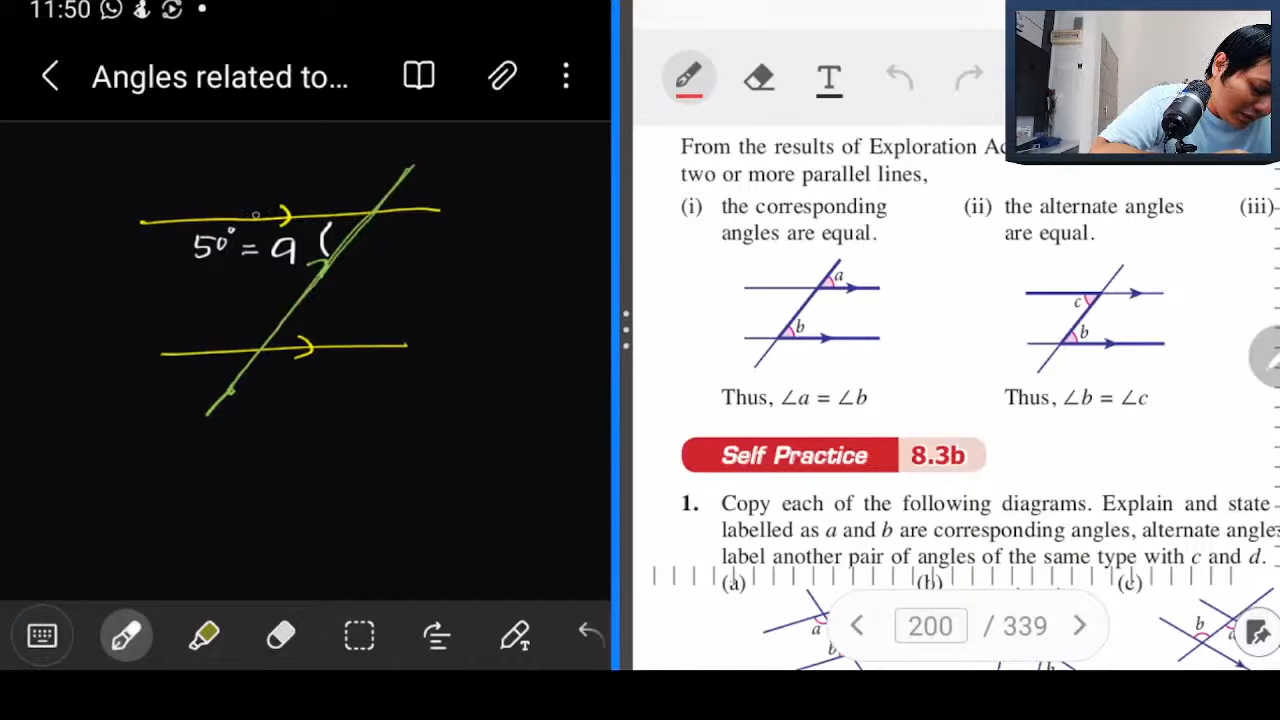 11:50
Angles related to...
50° = a
T
From the results of Exploration Ac
two or more parallel lines,
(i) the corresponding
angles are equal.
(ii) the alternate angles
are equal.
(iii)
a
b
c
b
Thus, ∠a = ∠b
Thus, ∠b = ∠c
Self Practice 8.3b
1. Copy each of the following diagrams. Explain and state
labelled as a and b are corresponding angles, alternate angle
label another pair of angles of the same type with c and d.
(a) (b) (c)
a
b
b
b
200 / 339